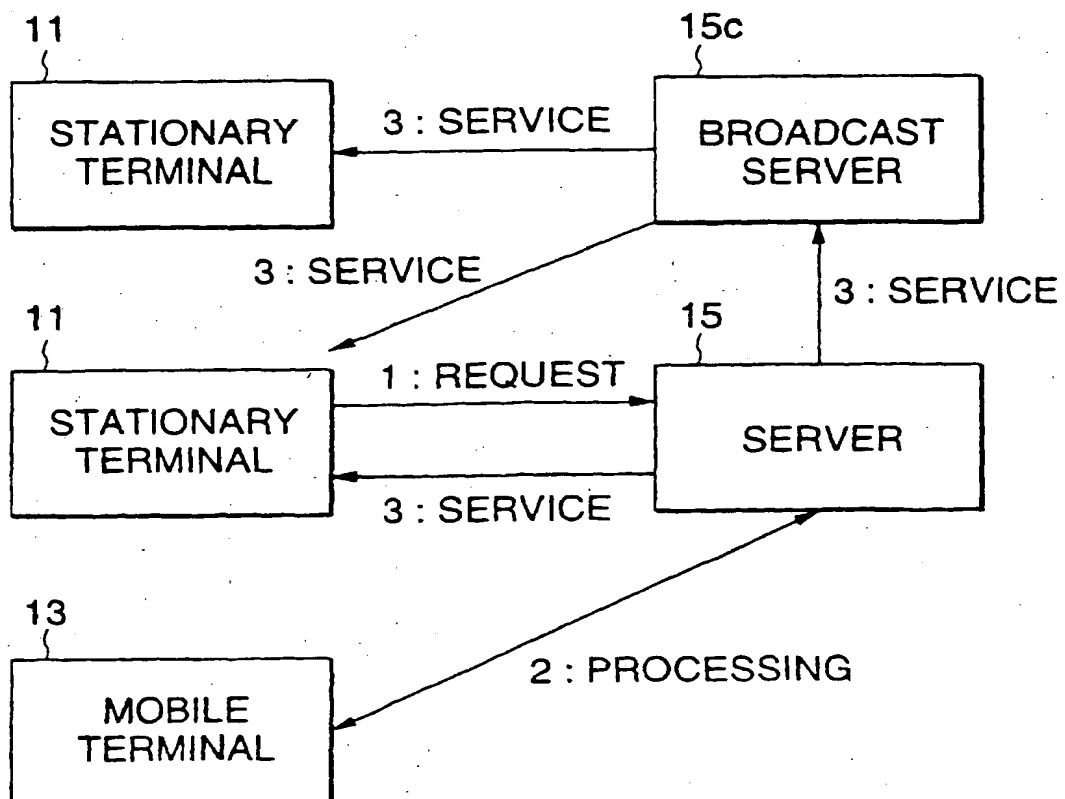 11
15c
STATIONARY
TERMINAL
3 : SERVICE
BROADCAST
SERVER
3 : SERVICE
3 : SERVICE
11
15
STATIONARY
TERMINAL
1 : REQUEST
SERVER
3 : SERVICE
13
MOBILE
TERMINAL
2 : PROCESSING